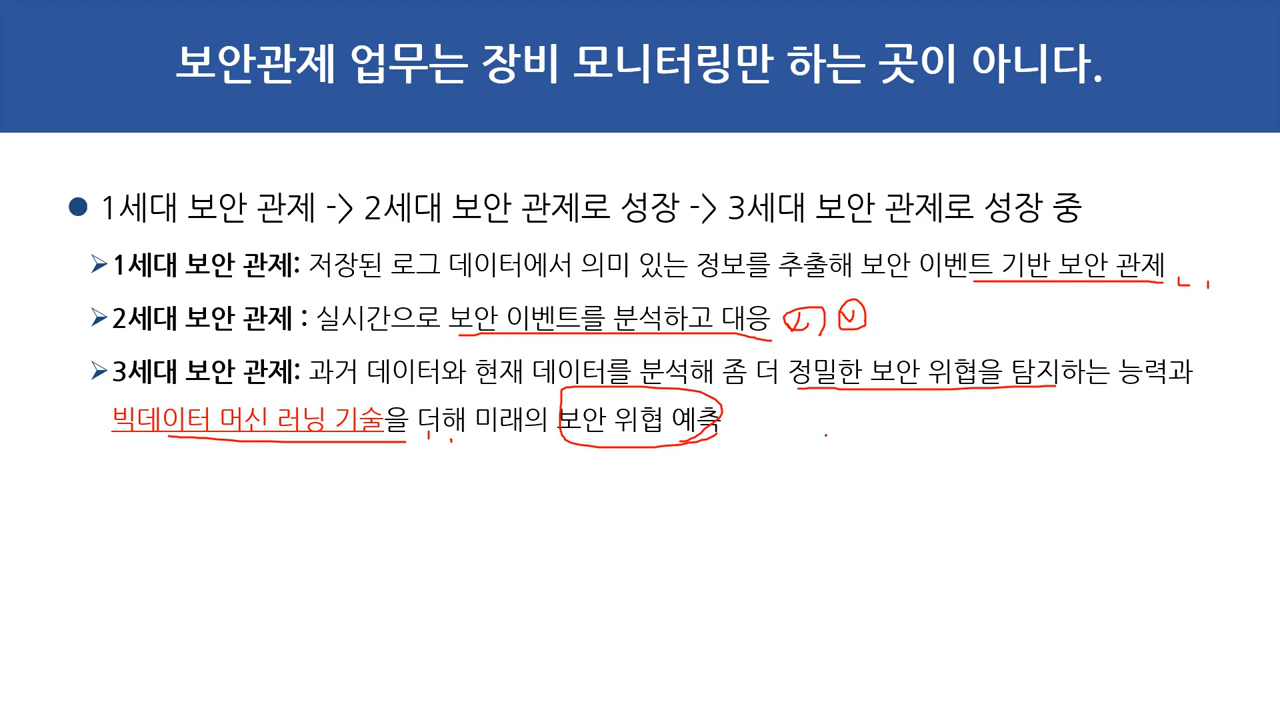 보안관제 업무는 장비 모니터링만 하는 곳이 아니다.
1세대 보안 관제 -> 2세대 보안 관제로 성장 -> 3세대 보안 관제로 성장 중
1세대 보안 관제: 저장된 로그 데이터에서 의미 있는 정보를 추출해 보안 이벤트 기반 보안 관제
2세대 보안 관제 : 실시간으로 보안 이벤트를 분석하고 대응
3세대 보안 관제: 과거 데이터와 현재 데이터를 분석해 좀 더 정밀한 보안 위협을 탐지하는 능력과
빅데이터 머신 러닝 기술을 더해 미래의 보안 위협 예측